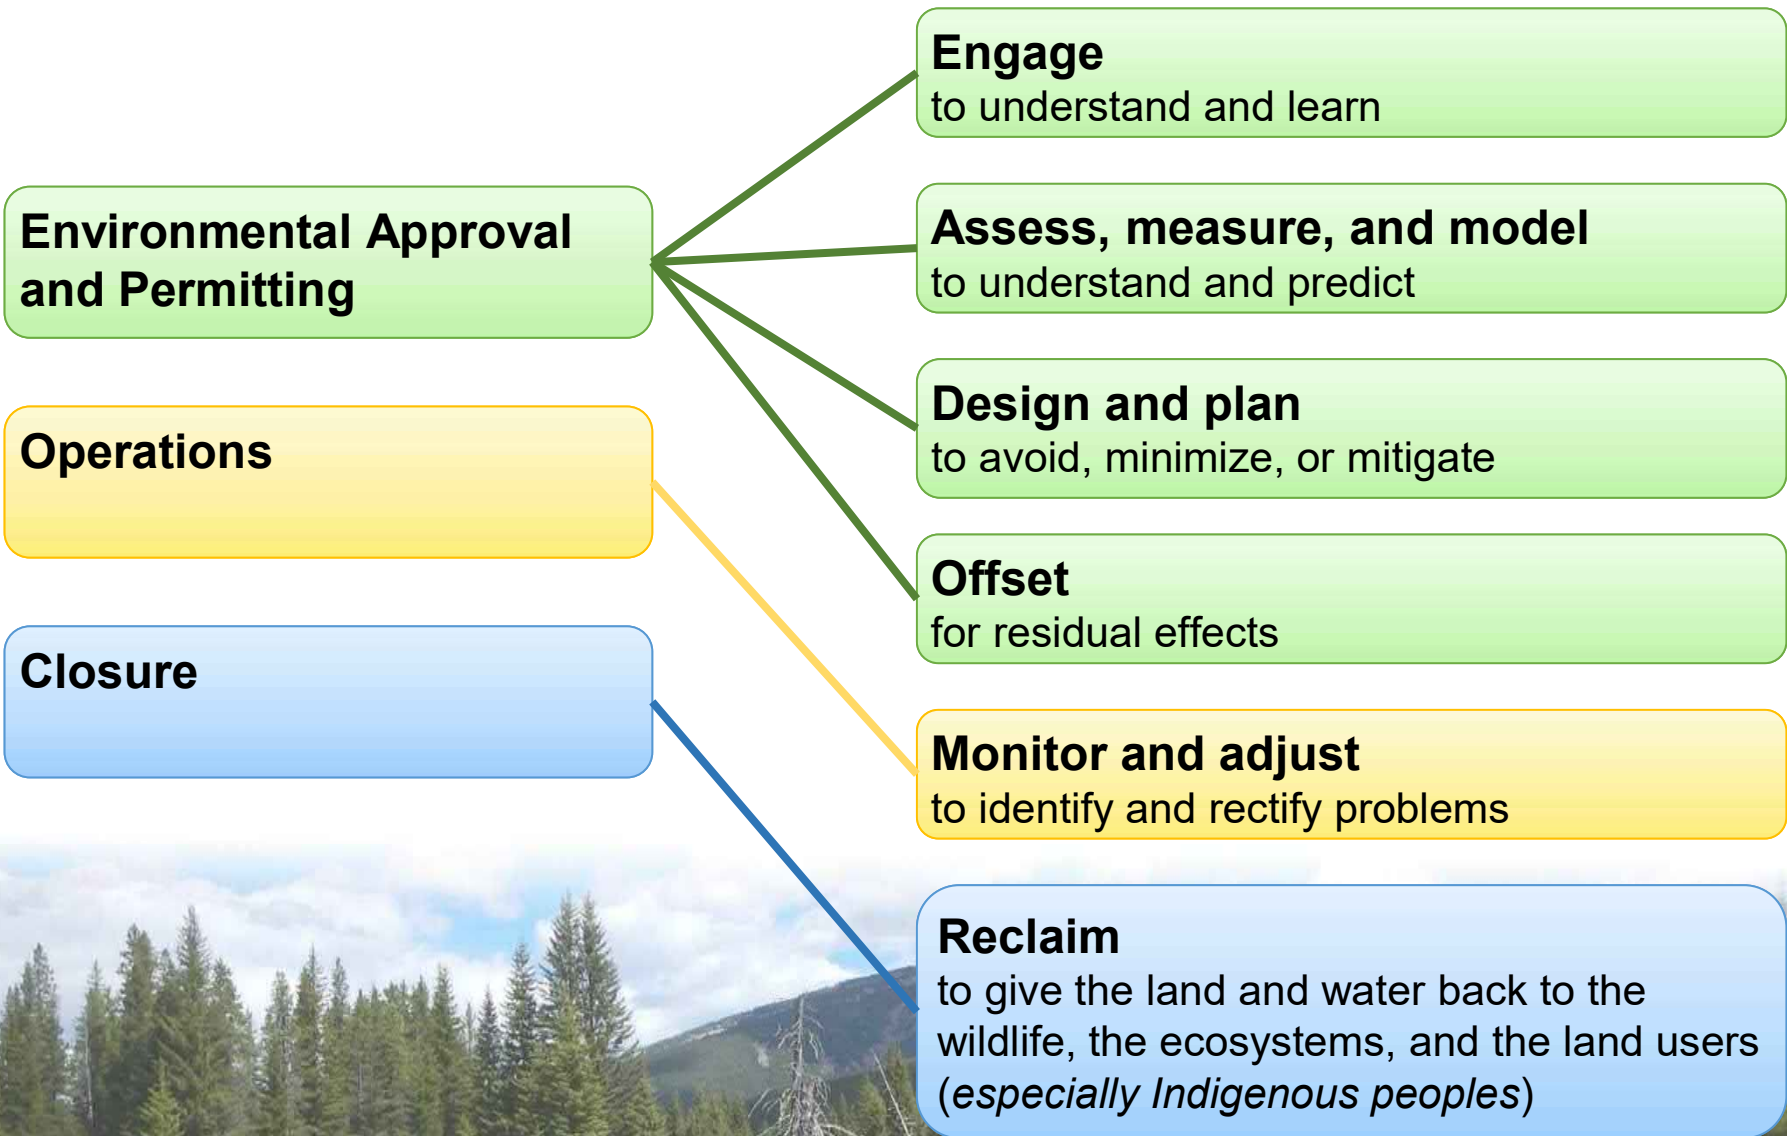 Environmental Approval
and Permitting
Operations
Closure
Engage
to understand and learn
Assess, measure, and model
to understand and predict
Design and plan
to avoid, minimize, or mitigate
Offset
for residual effects
Monitor and adjust
to identify and rectify problems
Reclaim
to give the land and water back to the
wildlife, the ecosystems, and the land users
(especially Indigenous peoples)